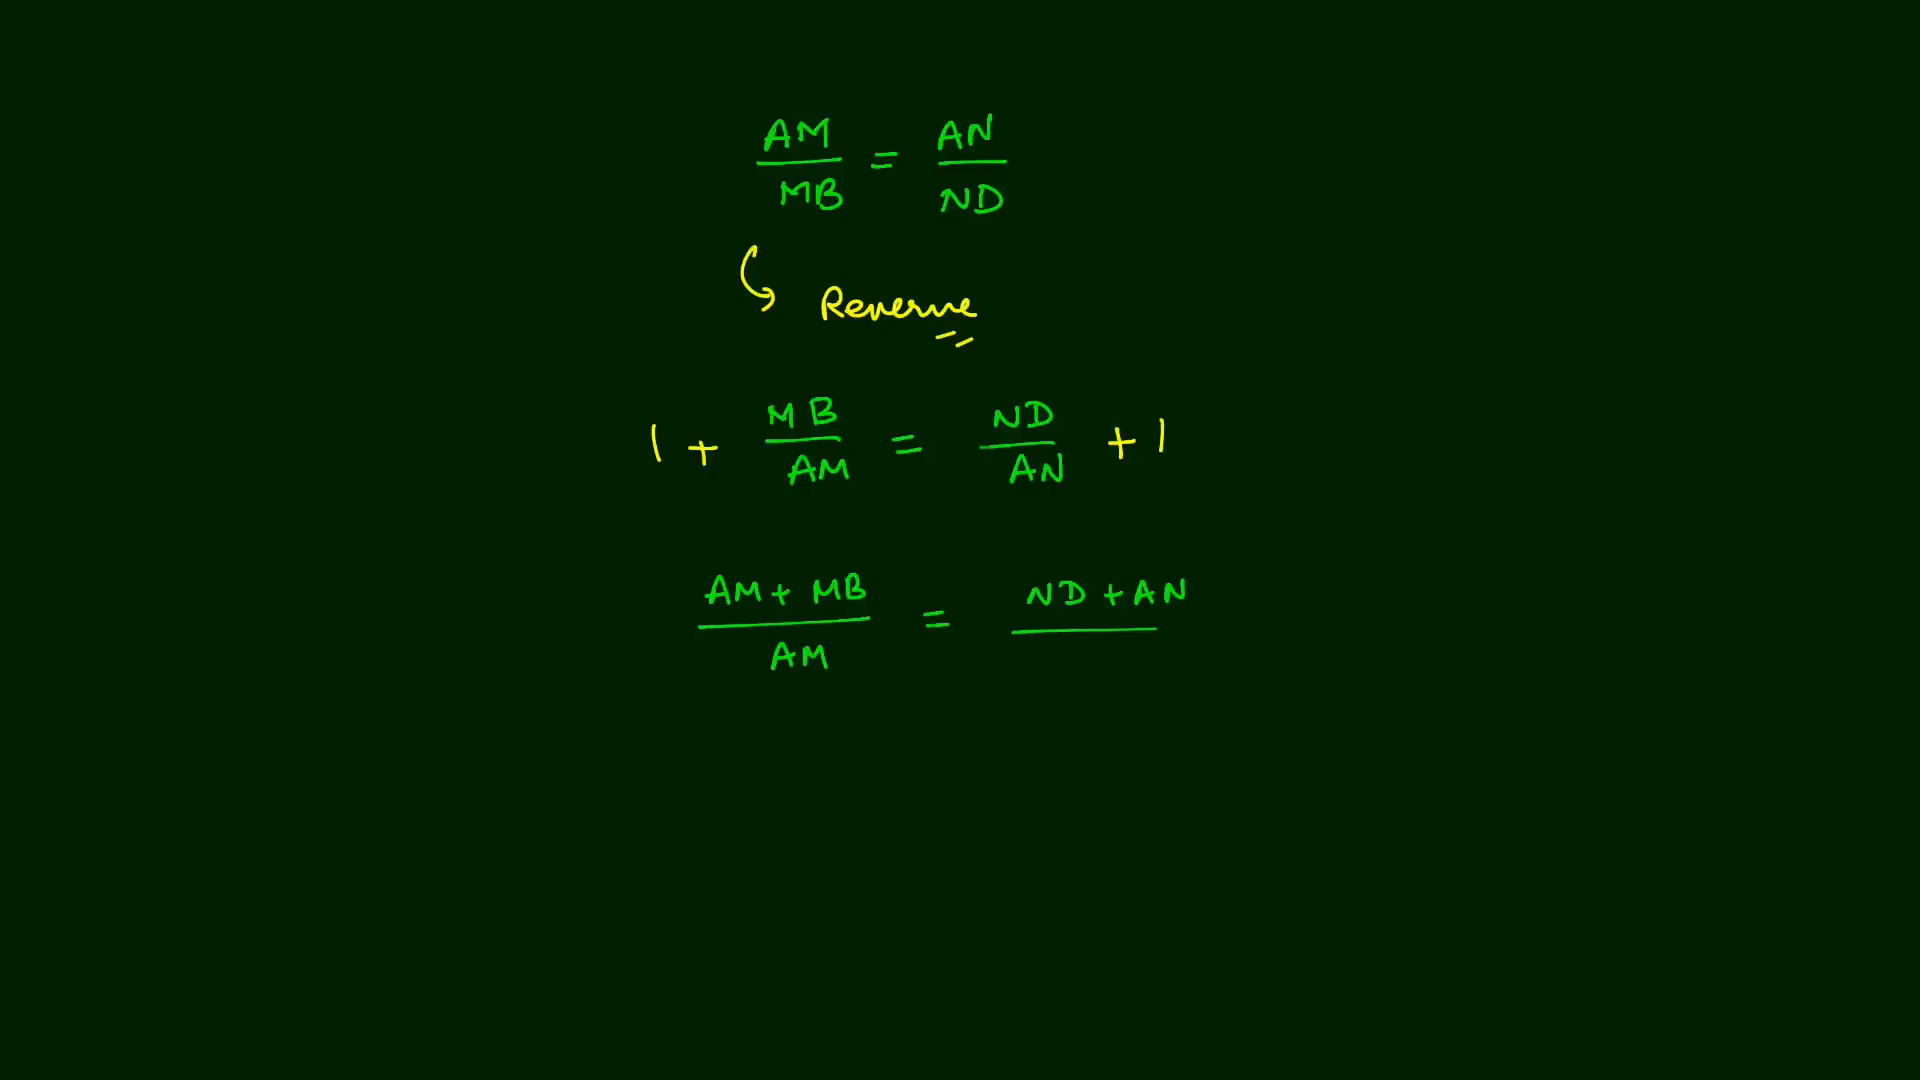 AM/MB = AN/ND
Reverse
1 + MB/AM = ND/AN + 1
AM + MB/AM = ND + AN/